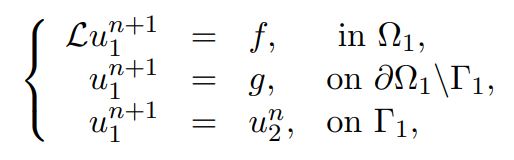 ℒu₁ⁿ⁺¹ = f, in Ω₁,
u₁ⁿ⁺¹ = g, on ∂Ω₁\Γ₁,
u₁ⁿ⁺¹ = u₂ⁿ, on Γ₁,